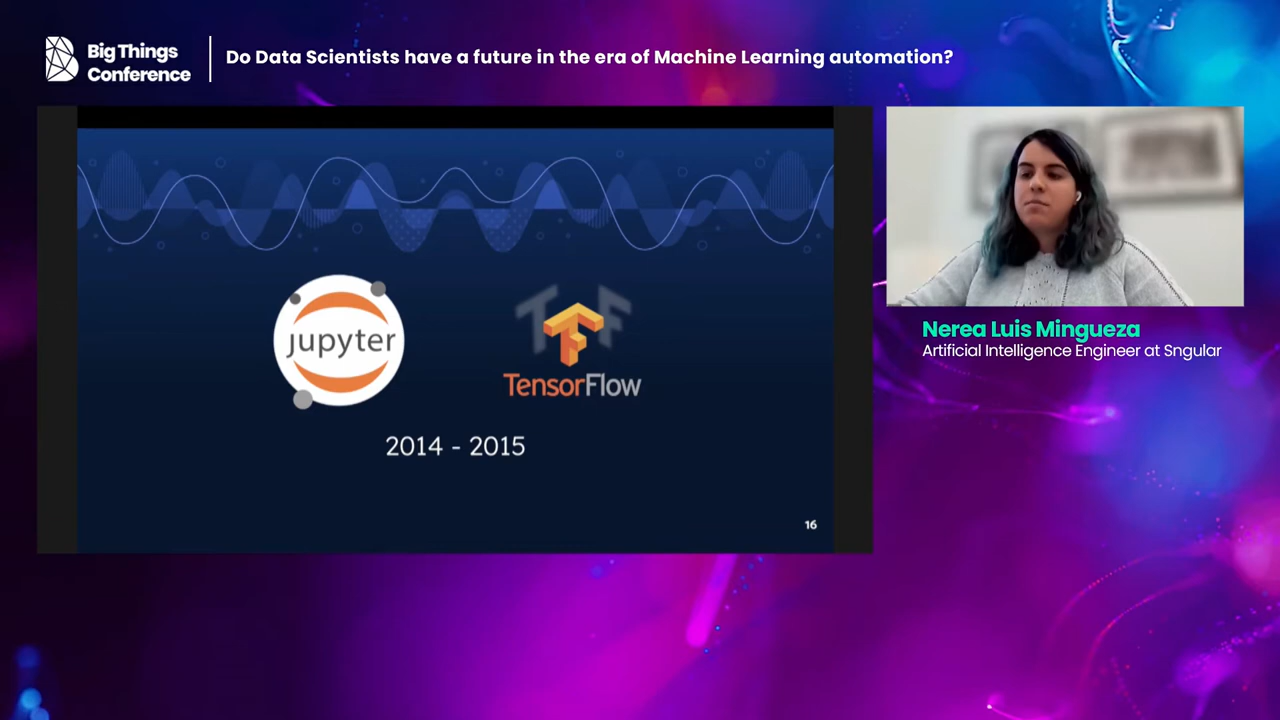 Big Things
Conference
Do Data Scientists have a future in the era of Machine Learning automation?
jupyter
TF
TensorFlow
2014 - 2015
16
Nerea Luis Mingueza
Artificial Intelligence Engineer at Sngular